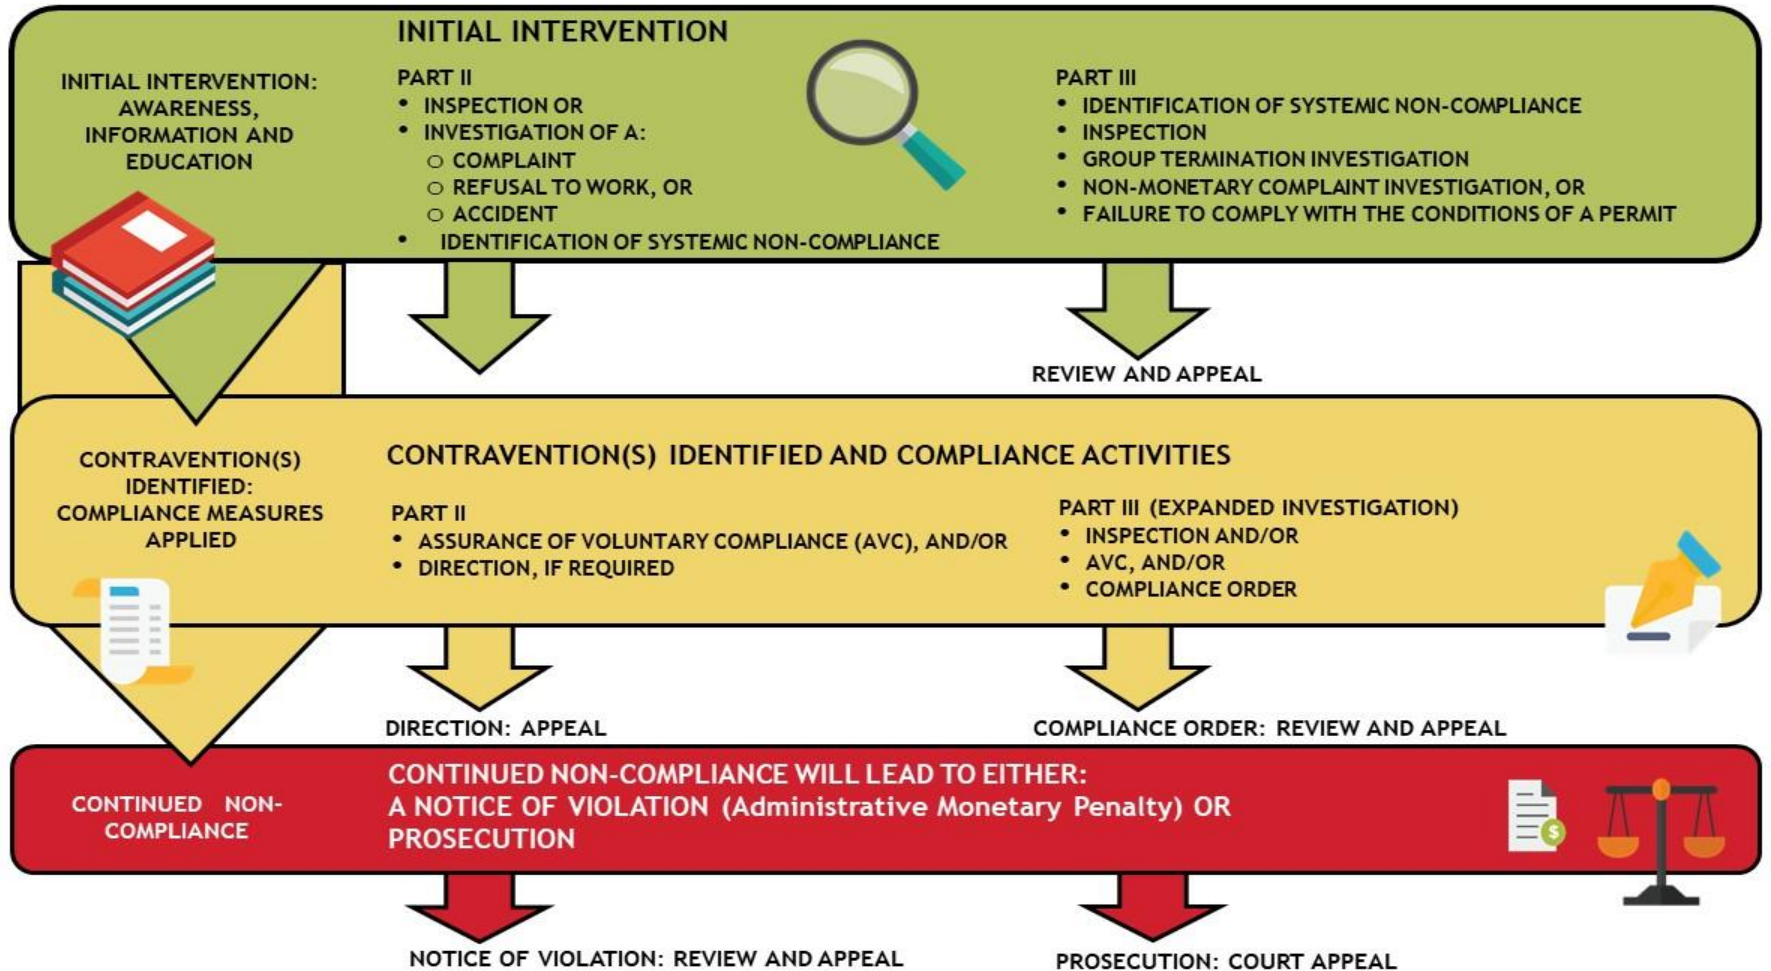 INITIAL INTERVENTION:
AWARENESS,
INFORMATION AND
EDUCATION
INITIAL INTERVENTION
PART II
• INSPECTION OR
• INVESTIGATION OF A:
o COMPLAINT
o REFUSAL TO WORK, OR
o ACCIDENT
• IDENTIFICATION OF SYSTEMIC NON-COMPLIANCE
PART III
• IDENTIFICATION OF SYSTEMIC NON-COMPLIANCE
• INSPECTION
• GROUP TERMINATION INVESTIGATION
• NON-MONETARY COMPLAINT INVESTIGATION, OR
• FAILURE TO COMPLY WITH THE CONDITIONS OF A PERMIT
REVIEW AND APPEAL
CONTRAVENTION(S)
IDENTIFIED:
COMPLIANCE MEASURES
APPLIED
CONTRAVENTION(S) IDENTIFIED AND COMPLIANCE ACTIVITIES
PART II
• ASSURANCE OF VOLUNTARY COMPLIANCE (AVC), AND/OR
• DIRECTION, IF REQUIRED
PART III (EXPANDED INVESTIGATION)
• INSPECTION AND/OR
• AVC, AND/OR
• COMPLIANCE ORDER
DIRECTION: APPEAL
COMPLIANCE ORDER: REVIEW AND APPEAL
CONTINUED NON-
COMPLIANCE
CONTINUED NON-COMPLIANCE WILL LEAD TO EITHER:
A NOTICE OF VIOLATION (Administrative Monetary Penalty) OR
PROSECUTION
$
NOTICE OF VIOLATION: REVIEW AND APPEAL
PROSECUTION: COURT APPEAL